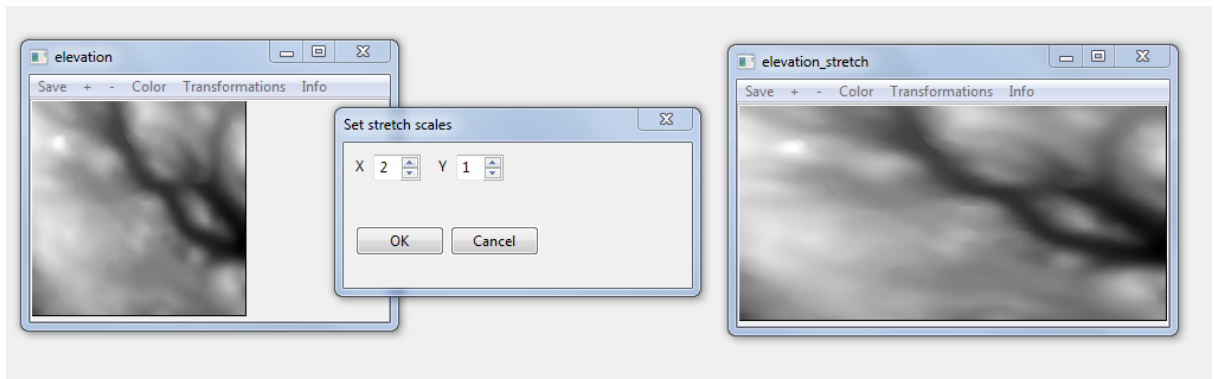 elevation
Save + - Color Transformations Info
Set stretch scales
X 2 Y 1
OK Cancel
elevation_stretch
Save + - Color Transformations Info